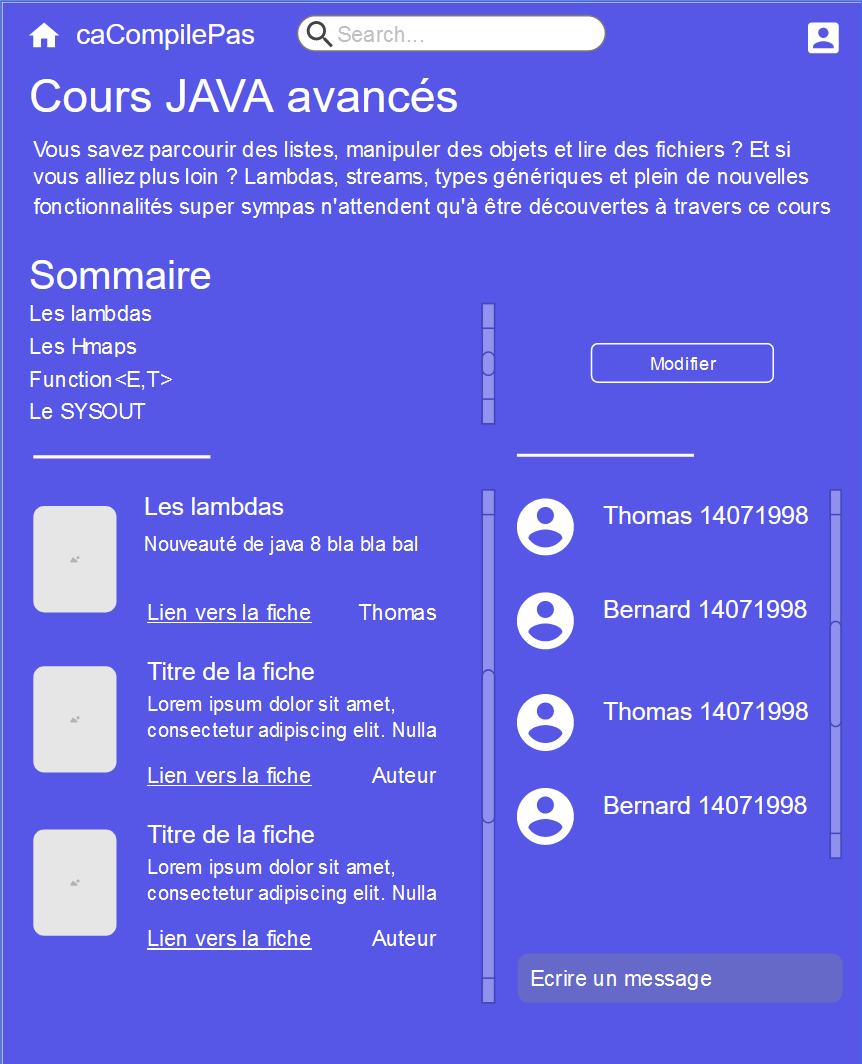 caCompilePas
Search...
Cours JAVA avancés
Vous savez parcourir des listes, manipuler des objets et lire des fichiers ? Et si
vous alliez plus loin ? Lambdas, streams, types génériques et plein de nouvelles
fonctionnalités super sympas n'attendent qu'à être découvertes à travers ce cours
Sommaire
Les lambdas
Les Hmaps
Function<E,T>
Le SYSOUT
Modifier
Les lambdas
Nouveauté de java 8 bla bla bal
Lien vers la fiche Thomas
Titre de la fiche
Lorem ipsum dolor sit amet,
consectetur adipiscing elit. Nulla
Lien vers la fiche Auteur
Titre de la fiche
Lorem ipsum dolor sit amet,
consectetur adipiscing elit. Nulla
Lien vers la fiche Auteur
Thomas 14071998
Bernard 14071998
Thomas 14071998
Bernard 14071998
Ecrire un message